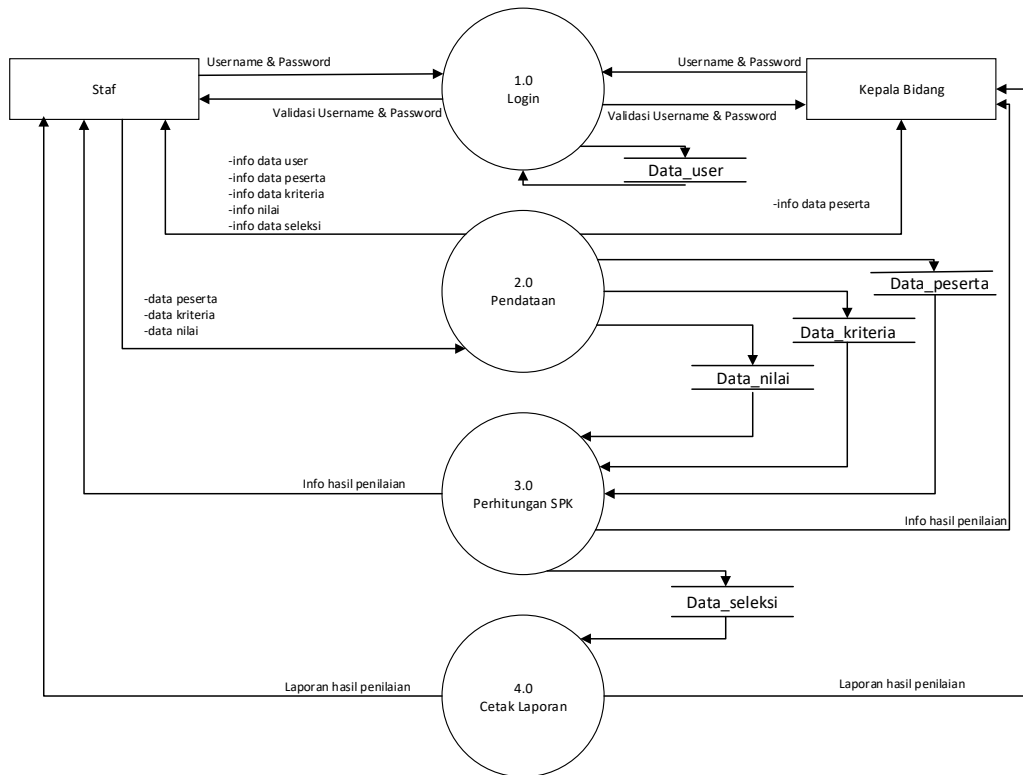 Username & Password
Username & Password
1.0
Login
Staf
Kepala Bidang
Validasi Username & Password
Validasi Username & Password
Data_user
-info data user
-info data peserta
-info data kriteria
-info nilai
-info data seleksi
-info data peserta
2.0
Pendataan
Data_peserta
-data peserta
-data kriteria
-data nilai
Data_kriteria
Data_nilai
3.0
Perhitungan SPK
Info hasil penilaian
Info hasil penilaian
Data_seleksi
4.0
Cetak Laporan
Laporan hasil penilaian
Laporan hasil penilaian